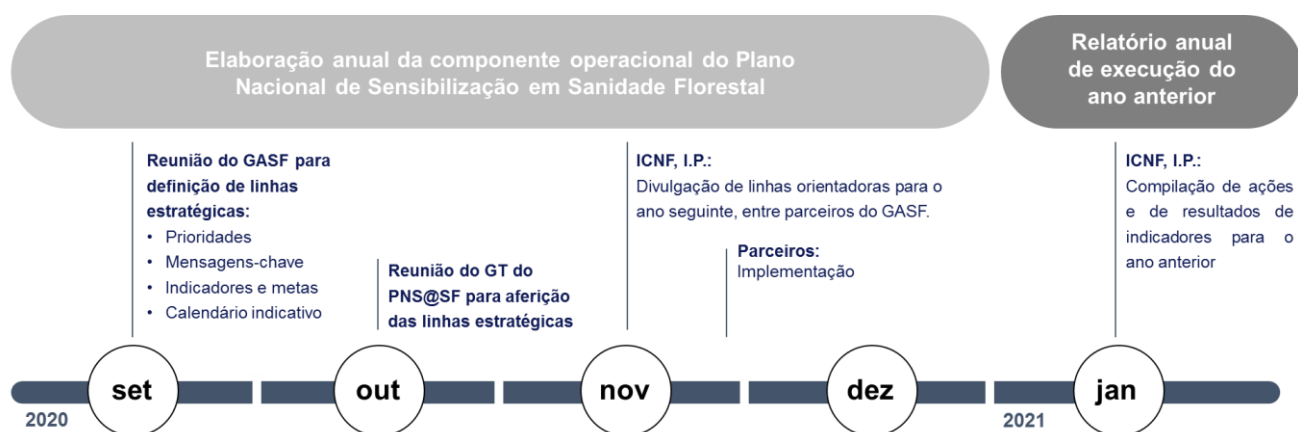 Elaboração anual da componente operacional do Plano
Nacional de Sensibilização em Sanidade Florestal
Relatório anual
de execução do
ano anterior
Reunião do GASF para
definição de linhas
estratégicas:
• Prioridades
• Mensagens-chave
• Indicadores e metas
• Calendário indicativo
Reunião do GT do
PNS@SF para aferição
das linhas estratégicas
ICNF, I.P.:
Divulgação de linhas orientadoras para o
ano seguinte, entre parceiros do GASF.
Parceiros:
Implementação
ICNF, I.P.:
Compilação de ações
e de resultados de
indicadores para o
ano anterior
set
out
nov
dez
jan
2020
2021